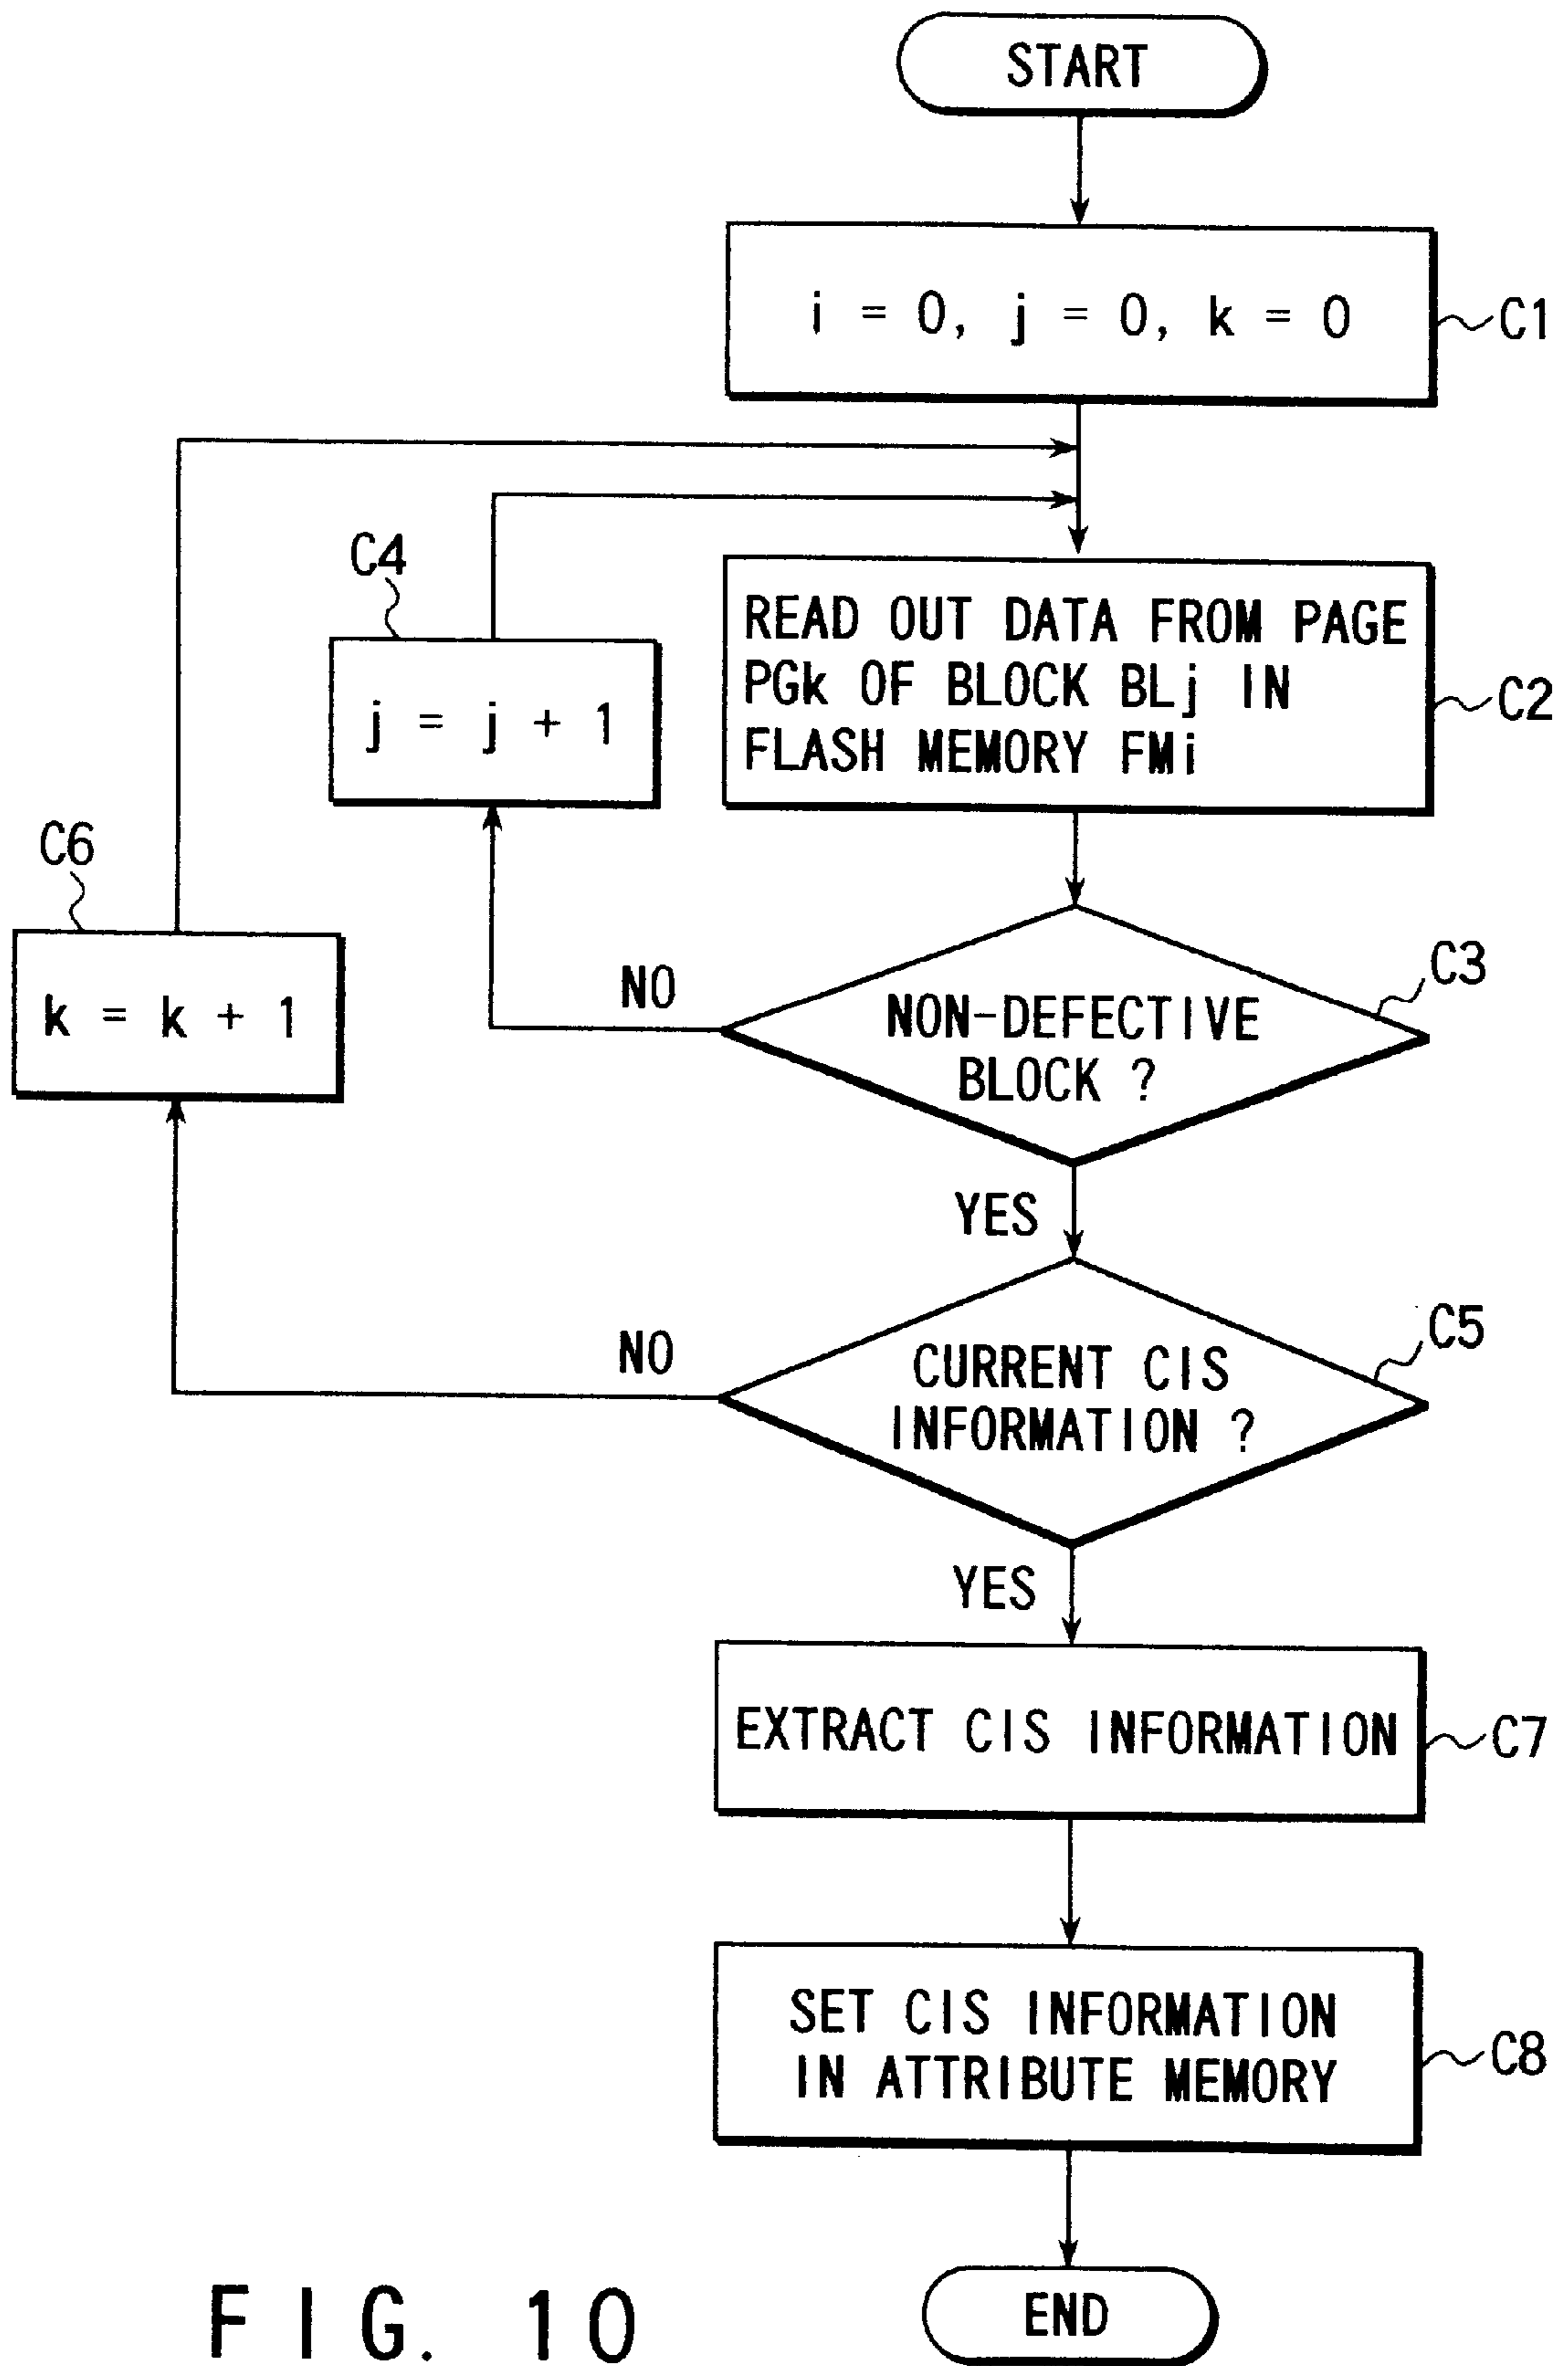 START
i = 0, j = 0, k = 0
C1
C4
j = j + 1
READ OUT DATA FROM PAGE
PGk OF BLOCK BLj IN
FLASH MEMORY FMi
C2
C6
k = k + 1
NO
NON-DEFECTIVE
BLOCK ?
C3
YES
NO
CURRENT CIS
INFORMATION ?
C5
YES
EXTRACT CIS INFORMATION
C7
SET CIS INFORMATION
IN ATTRIBUTE MEMORY
C8
END
FIG. 10